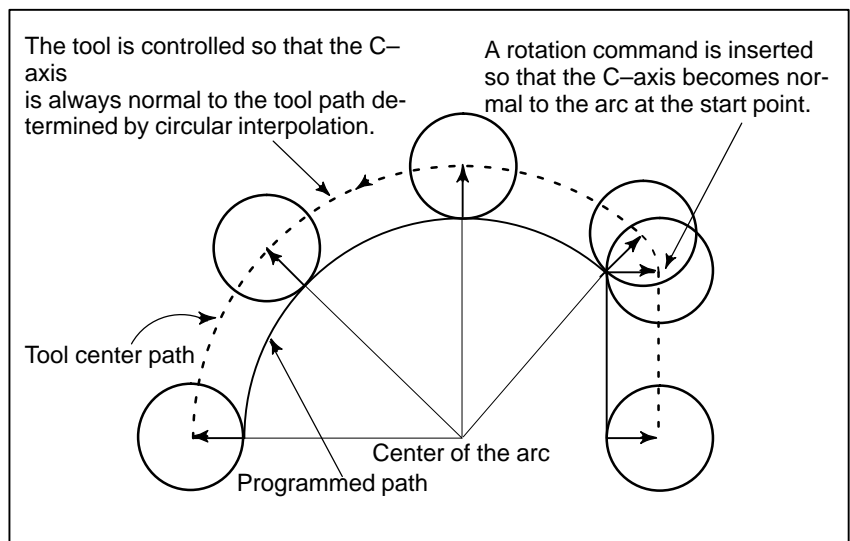 The tool is controlled so that the C–
axis
is always normal to the tool path de-
termined by circular interpolation.
A rotation command is inserted
so that the C–axis becomes nor-
mal to the arc at the start point.
Tool center path
Center of the arc
Programmed path